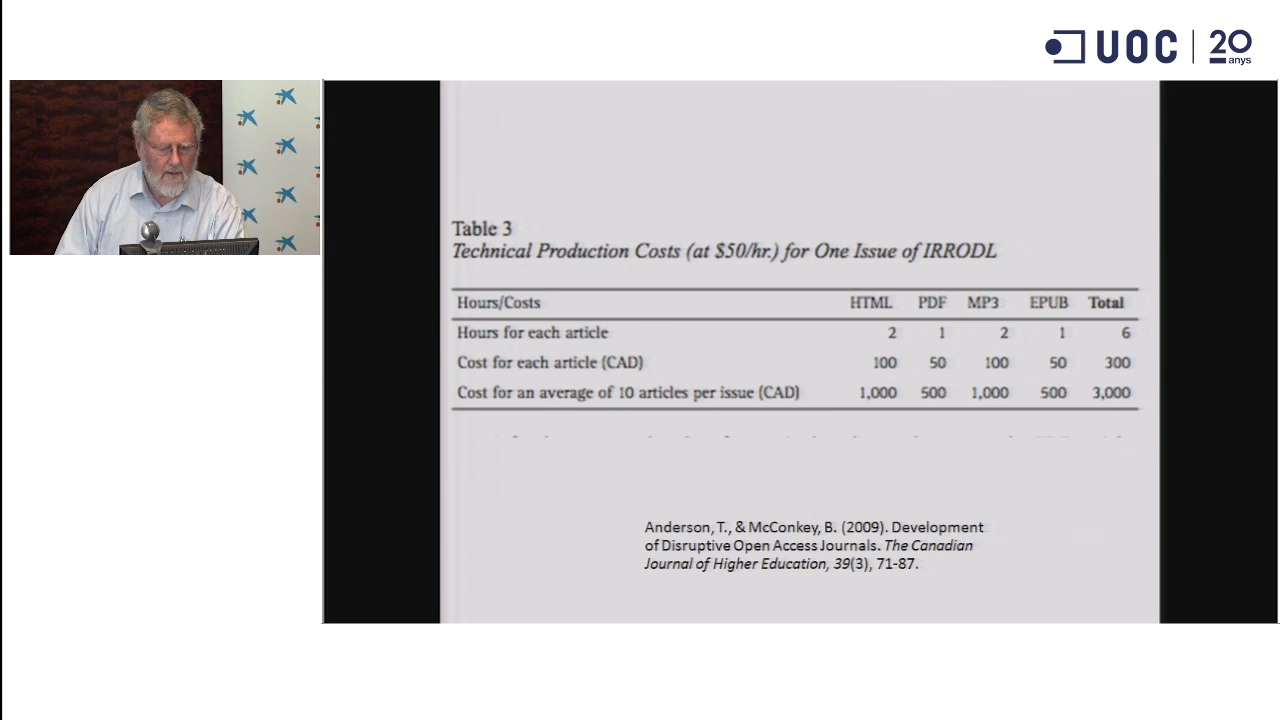 UOC
20
anys
Table 3
Technical Production Costs (at $50/hr.) for One Issue of IRRODL
Hours/Costs HTML PDF MP3 EPUB Total
Hours for each article 2 1 2 1 6
Cost for each article (CAD) 100 50 100 50 300
Cost for an average of 10 articles per issue (CAD) 1,000 500 1,000 500 3,000
Anderson, T., & McConkey, B. (2009). Development
of Disruptive Open Access Journals. The Canadian
Journal of Higher Education, 39(3), 71-87.